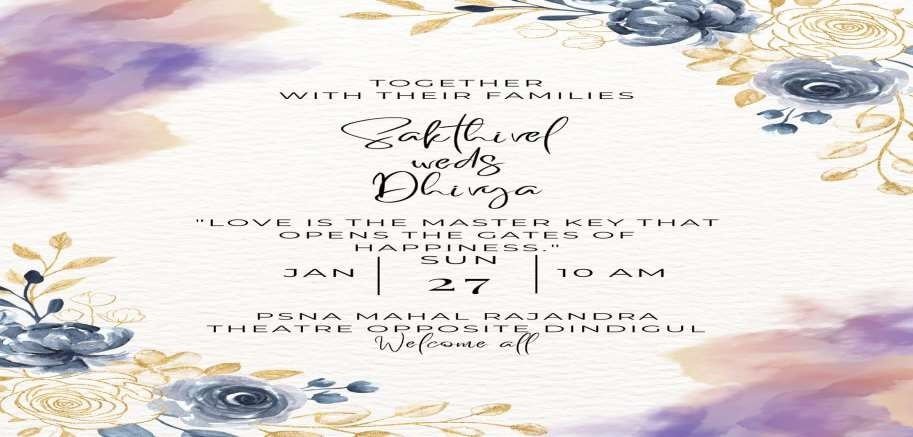 TOGETHER
WITH THEIR FAMILIES
Sakthivel
weds
Dhivya
"LOVE IS THE MASTER KEY THAT
OPENS THE GATES OF
HAPPINESS."
JAN | SUN 27 | 10 AM
PSNA MAHAL RAJANDRA
THEATRE OPPOSITE DINDIGUL
Welcome all